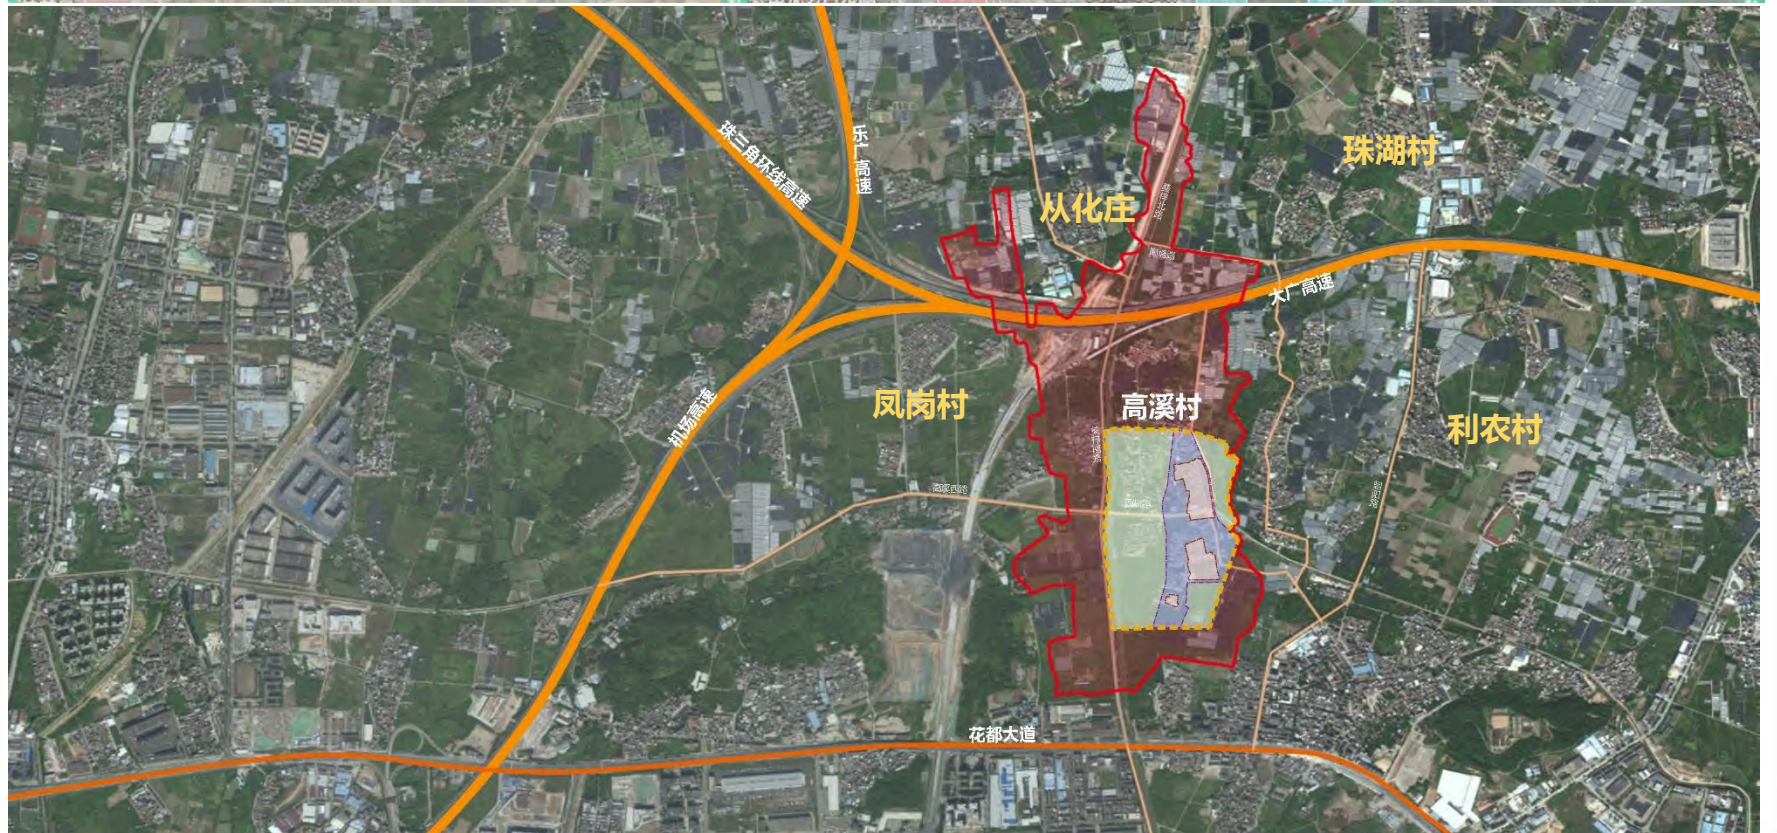 珠三角环线高速
乐广高速
从化庄
珠湖村
大广高速
机场高速
凤岗村
高溪村
利农村
花都大道